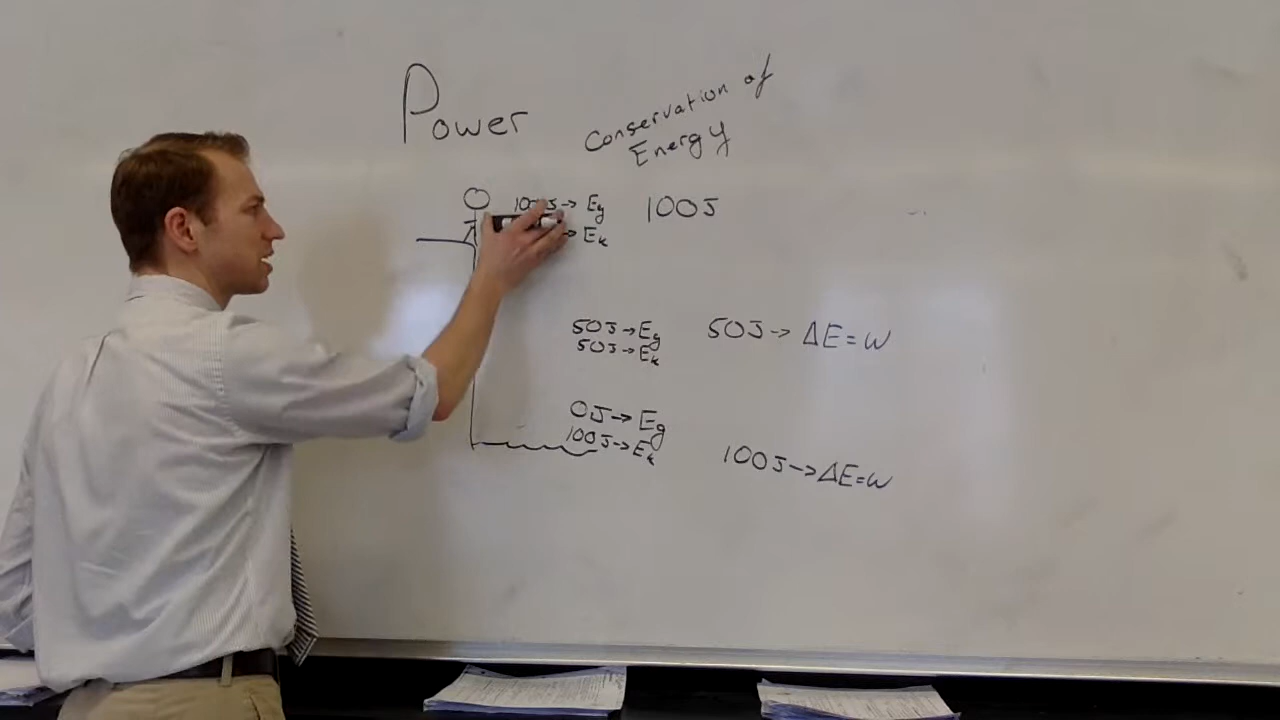 Power
Conservation of
Energy
→ Eg 100J
→ Ek
50J→Eg 50J→ ΔE=W
50J→Ek
0J→Eg
100J→Ek 100J→ΔE=W